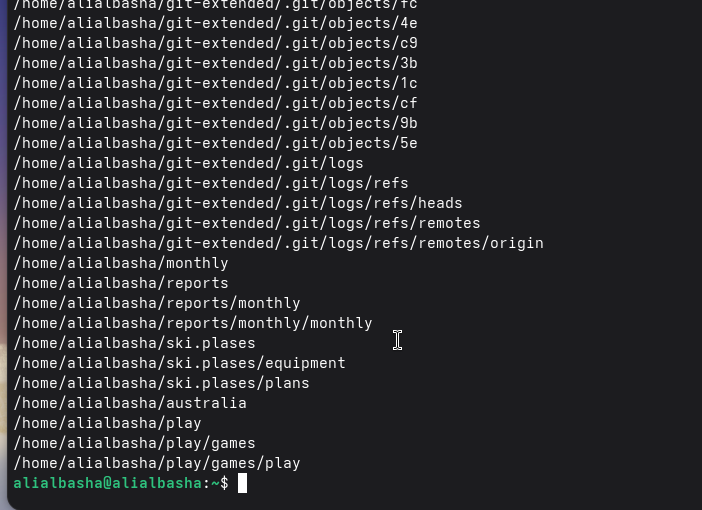 /home/alialbasha/git-extended/.git/objects/fc
/home/alialbasha/git-extended/.git/objects/4e
/home/alialbasha/git-extended/.git/objects/c9
/home/alialbasha/git-extended/.git/objects/3b
/home/alialbasha/git-extended/.git/objects/1c
/home/alialbasha/git-extended/.git/objects/cf
/home/alialbasha/git-extended/.git/objects/9b
/home/alialbasha/git-extended/.git/objects/5e
/home/alialbasha/git-extended/.git/logs
/home/alialbasha/git-extended/.git/logs/refs
/home/alialbasha/git-extended/.git/logs/refs/heads
/home/alialbasha/git-extended/.git/logs/refs/remotes
/home/alialbasha/git-extended/.git/logs/refs/remotes/origin
/home/alialbasha/monthly
/home/alialbasha/reports
/home/alialbasha/reports/monthly
/home/alialbasha/reports/monthly/monthly
/home/alialbasha/ski.plases
/home/alialbasha/ski.plases/equipment
/home/alialbasha/ski.plases/plans
/home/alialbasha/australia
/home/alialbasha/play
/home/alialbasha/play/games
/home/alialbasha/play/games/play
alialbasha@alialbasha:~$